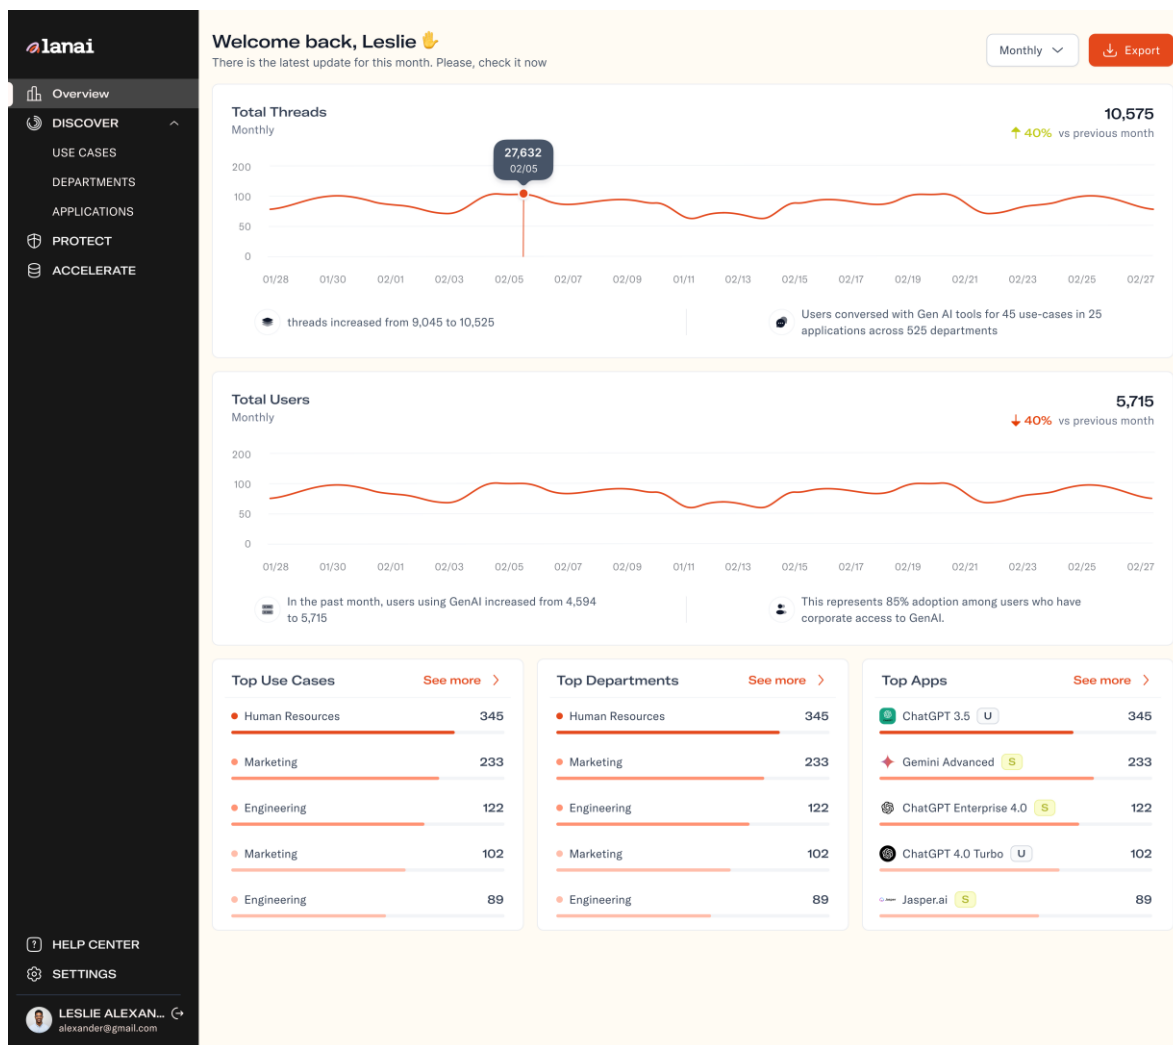 alanai
Overview
DISCOVER
USE CASES
DEPARTMENTS
APPLICATIONS
PROTECT
ACCELERATE
HELP CENTER
SETTINGS
LESLIE ALEXAN...
alexander@gmail.com
Welcome back, Leslie
There is the latest update for this month. Please, check it now
Monthly
Export
Total Threads
Monthly
10,575
40% vs previous month
27,632
02/05
200
100
50
0
01/28 01/30 02/01 02/03 02/05 02/07 02/09 01/11 02/13 02/15 02/17 02/19 02/21 02/23 02/25 02/27
threads increased from 9,045 to 10,525
Users conversed with Gen AI tools for 45 use-cases in 25
applications across 525 departments
Total Users
Monthly
5,715
40% vs previous month
200
100
50
0
01/28 01/30 02/01 02/03 02/05 02/07 02/09 01/11 02/13 02/15 02/17 02/19 02/21 02/23 02/25 02/27
In the past month, users using GenAI increased from 4,594
to 5,715
This represents 85% adoption among users who have
corporate access to GenAI.
Top Use Cases See more
Human Resources 345
Marketing 233
Engineering 122
Marketing 102
Engineering 89
Top Departments See more
Human Resources 345
Marketing 233
Engineering 122
Marketing 102
Engineering 89
Top Apps See more
ChatGPT 3.5 U 345
Gemini Advanced S 233
ChatGPT Enterprise 4.0 S 122
ChatGPT 4.0 Turbo U 102
Jasper.ai S 89